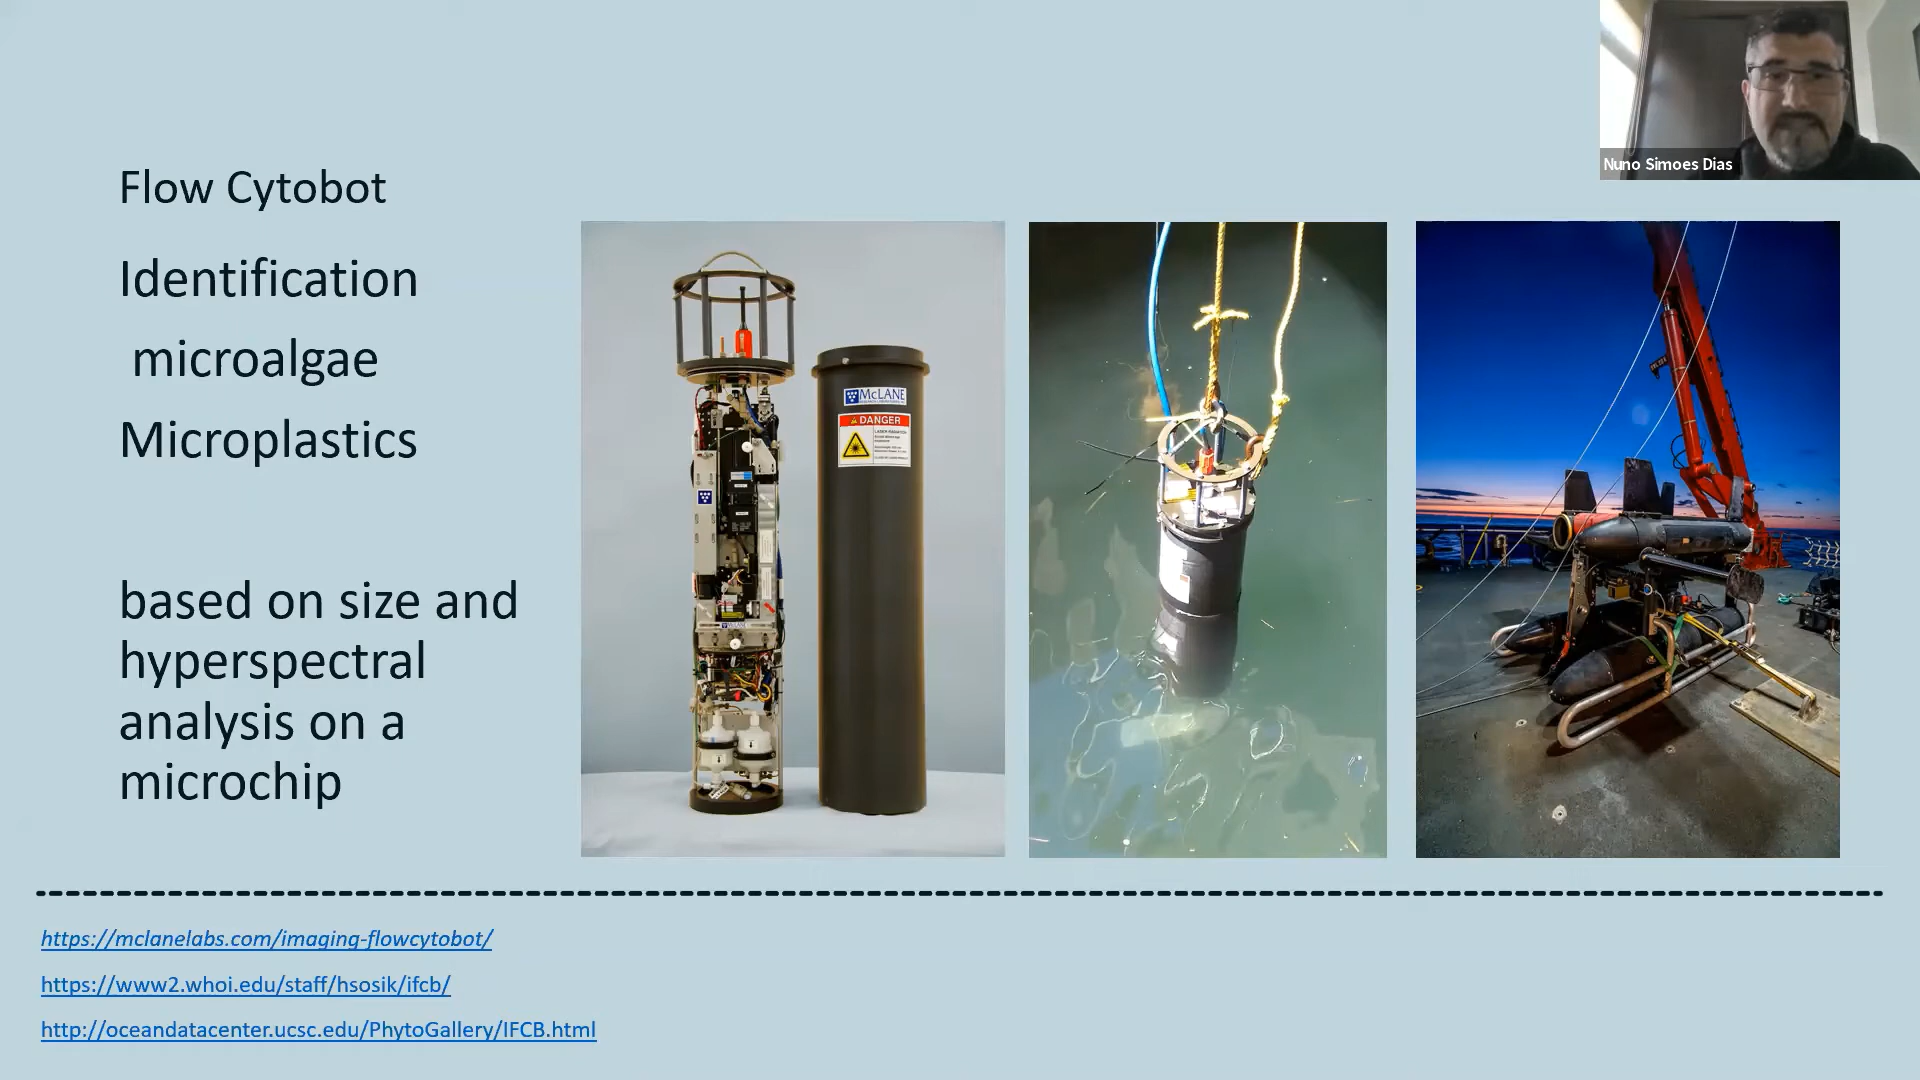 Nuno Simoes Dias
Flow Cytobot
Identification
microalgae
Microplastics
based on size and
hyperspectral
analysis on a
microchip
McLANE
DANGER
https://mclanelabs.com/imaging-flowcytobot/
https://www2.whoi.edu/staff/hsosik/ifcb/
http://oceandatacenter.ucsc.edu/PhytoGallery/IFCB.html